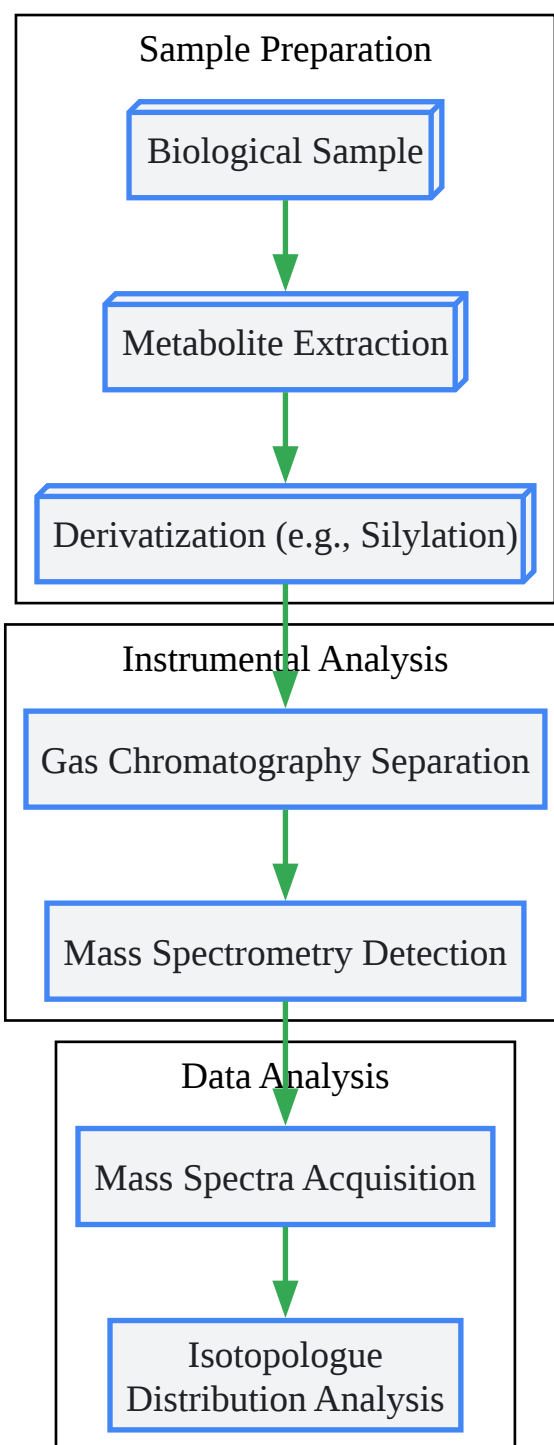 Sample Preparation
Biological Sample
Metabolite Extraction
Derivatization (e.g., Silylation)
Instrumental Analysis
Gas Chromatography Separation
Mass Spectrometry Detection
Data Analysis
Mass Spectra Acquisition
Isotopologue
Distribution Analysis